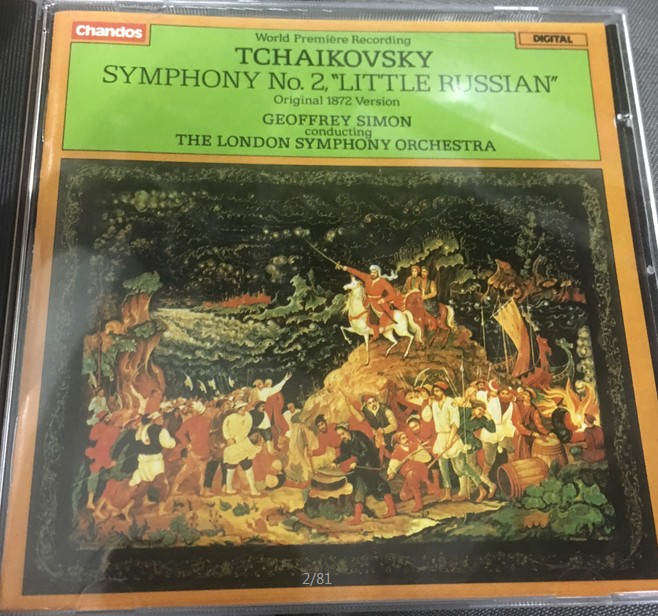 Chandos
World Première Recording
DIGITAL
TCHAIKOVSKY
SYMPHONY No. 2, "LITTLE RUSSIAN"
Original 1872 Version
GEOFFREY SIMON
conducting
THE LONDON SYMPHONY ORCHESTRA
2/81